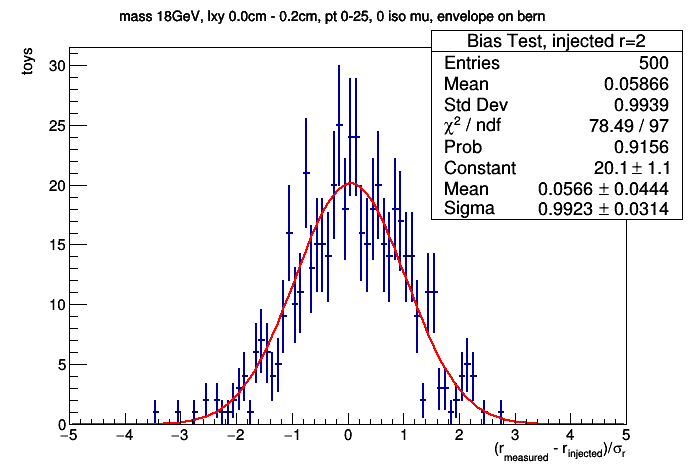 mass 18GeV, lxy 0.0cm - 0.2cm, pt 0-25, 0 iso mu, envelope on bern
Bias Test, injected r=2
Entries 500
Mean 0.05866
Std Dev 0.9939
χ² / ndf 78.49 / 97
Prob 0.9156
Constant 20.1 ± 1.1
Mean 0.0566 ± 0.0444
Sigma 0.9923 ± 0.0314
toys
30
25
20
15
10
5
0
−5 −4 −3 −2 −1 0 1 2 3 4 5
(r_measured - r_injected)/σ_r